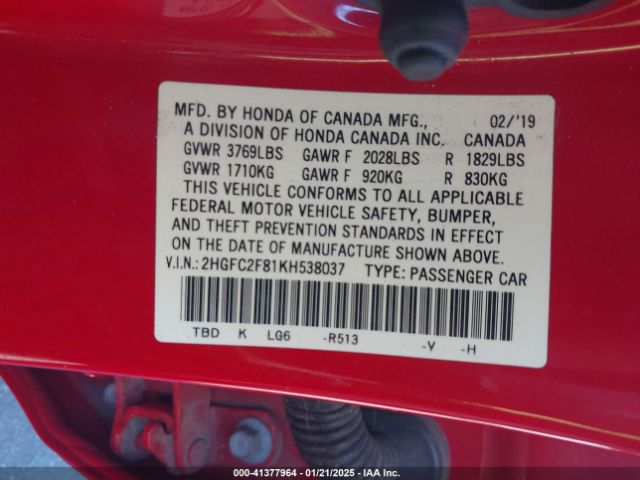 MFD. BY HONDA OF CANADA MFG., 02/'19
A DIVISION OF HONDA CANADA INC. CANADA
GVWR 3769LBS GAWR F 2028LBS R 1829LBS
GVWR 1710KG GAWR F 920KG R 830KG
THIS VEHICLE CONFORMS TO ALL APPLICABLE
FEDERAL MOTOR VEHICLE SAFETY, BUMPER,
AND THEFT PREVENTION STANDARDS IN EFFECT
ON THE DATE OF MANUFACTURE SHOWN ABOVE.
V.I.N.: 2HGFC2F81KH538037 TYPE: PASSENGER CAR
TBD K LG6 -R513 -V -H
000-41377964 - 01/21/2025 - IAA Inc.